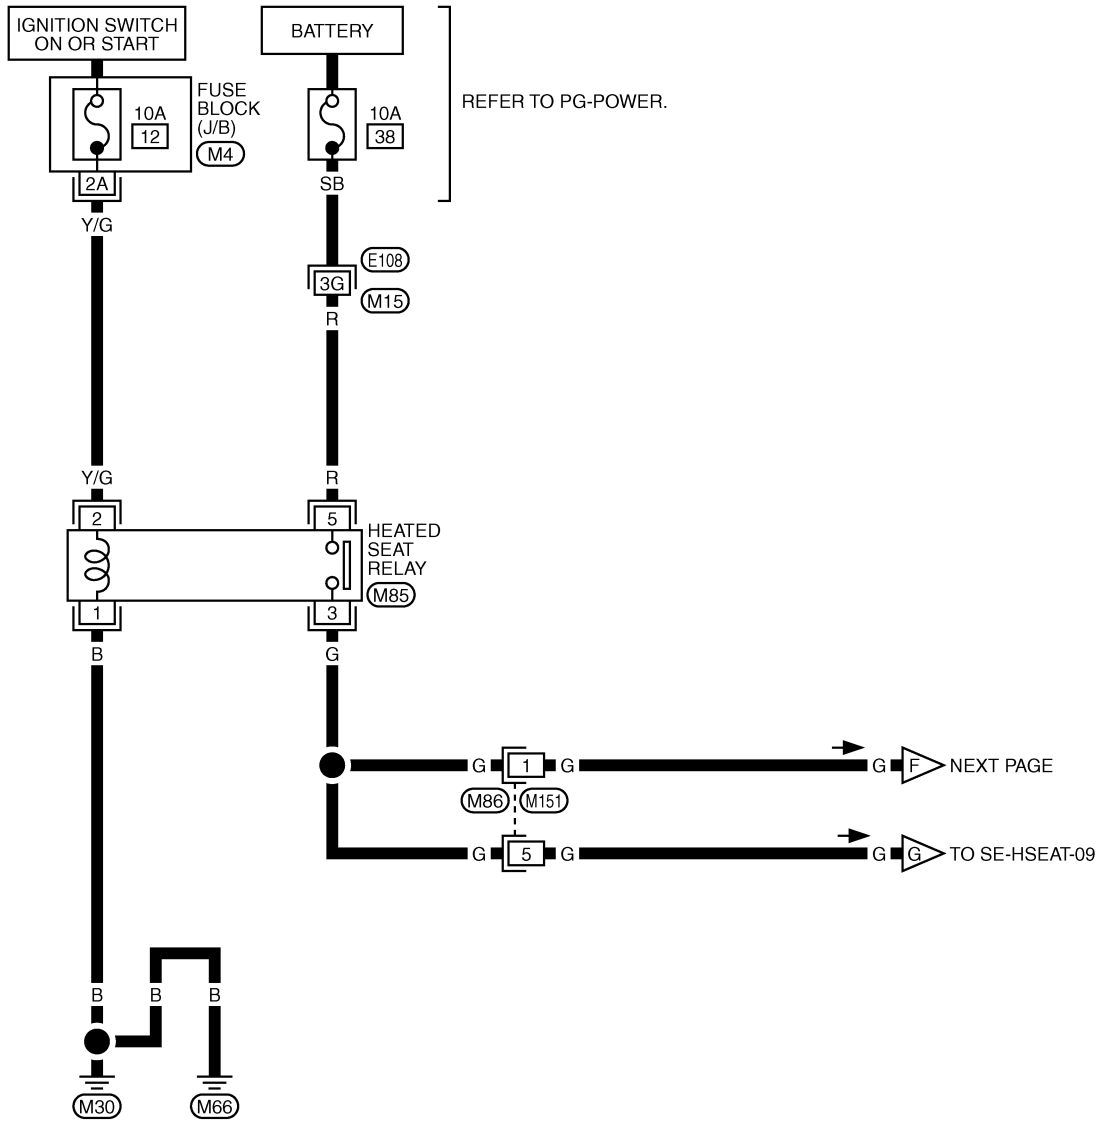 IGNITION SWITCH
ON OR START
BATTERY
REFER TO PG-POWER.
FUSE
BLOCK
(J/B)
M4
10A
12
10A
38
2A
SB
Y/G
E108
3G
M15
R
Y/G
R
2
5
HEATED
SEAT
RELAY
M85
1
3
B
G
G
1
G
G
F
NEXT PAGE
M86
M151
G
5
G
G
G
TO SE-HSEAT-09
B
B
B
M30
M66